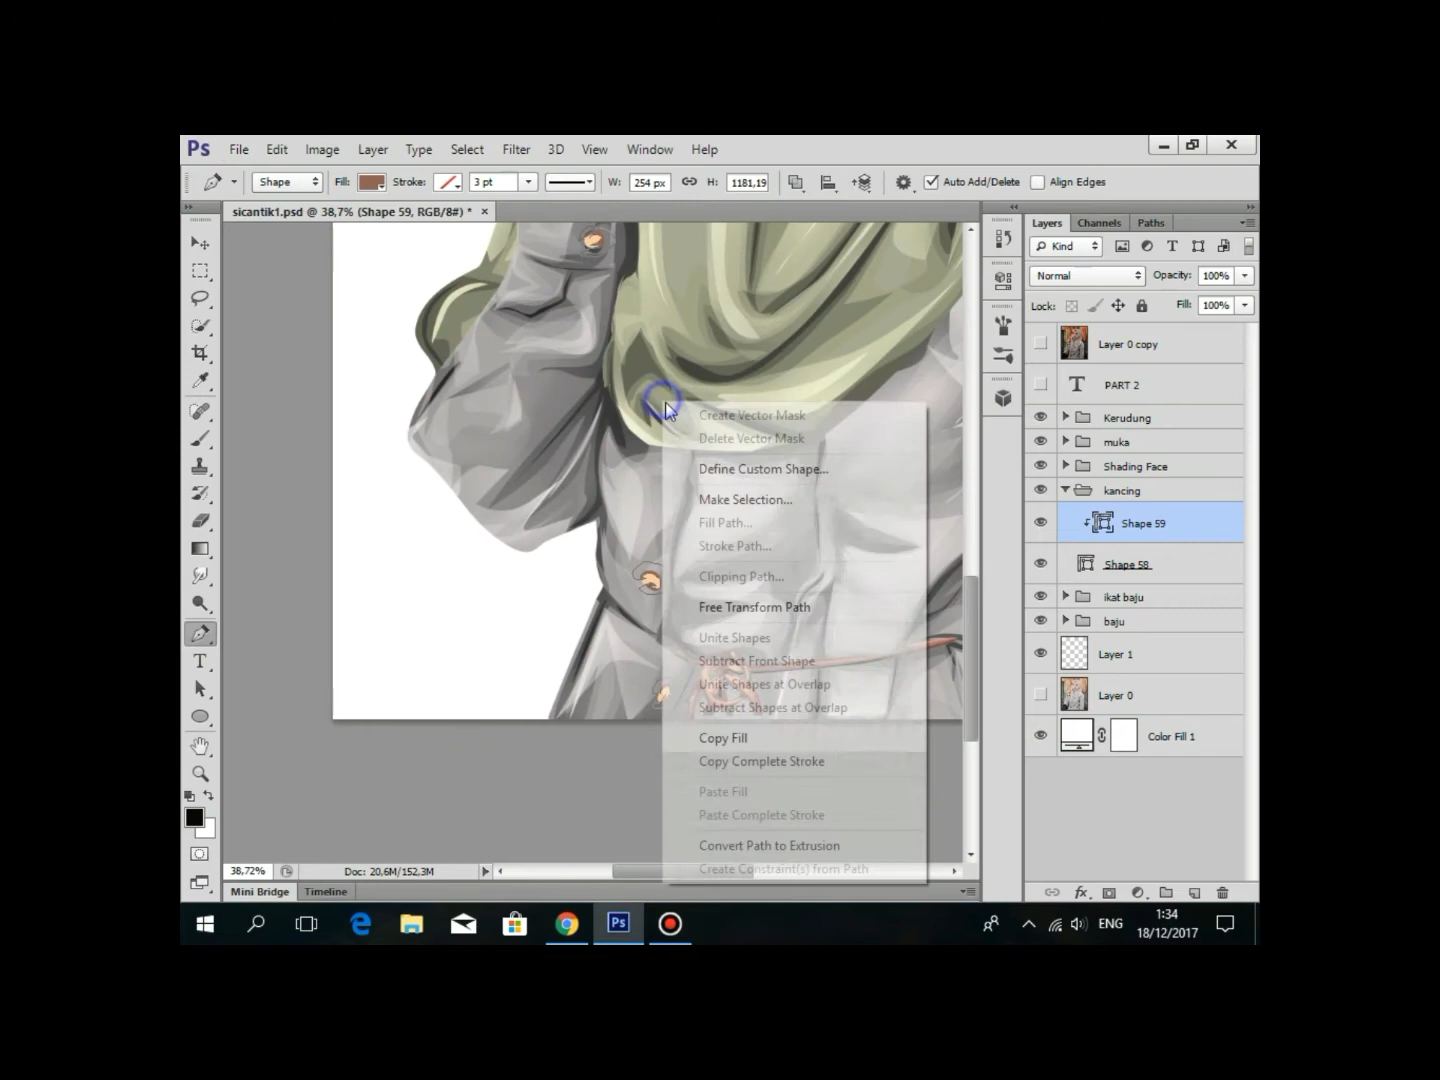 Ps File Edit Image Layer Type Select Filter 3D View Window Help
Shape Fill: Stroke: 3 pt W: 254 px H: 1181,19 Auto Add/Delete Align Edges
sicantik1.psd @ 38,7% (Shape 59, RGB/8#) * ×
Layers Channels Paths
Kind
Normal Opacity: 100%
Lock: Fill: 100%
Layer 0 copy
PART 2
Kerudung
muka
Shading Face
kancing
Shape 59
Shape 58
ikat baju
baju
Layer 1
Layer 0
Color Fill 1
Create Vector Mask
Delete Vector Mask
Define Custom Shape...
Make Selection...
Fill Path...
Stroke Path...
Clipping Path...
Free Transform Path
Unite Shapes
Subtract Front Shape
Unite Shapes at Overlap
Subtract Shapes at Overlap
Copy Fill
Copy Complete Stroke
Paste Fill
Paste Complete Stroke
Convert Path to Extrusion
Create Constraint(s) from Path
38,72% Doc: 20,6M/152,3M
Mini Bridge Timeline
fx
Ps
ENG
1:34
18/12/2017